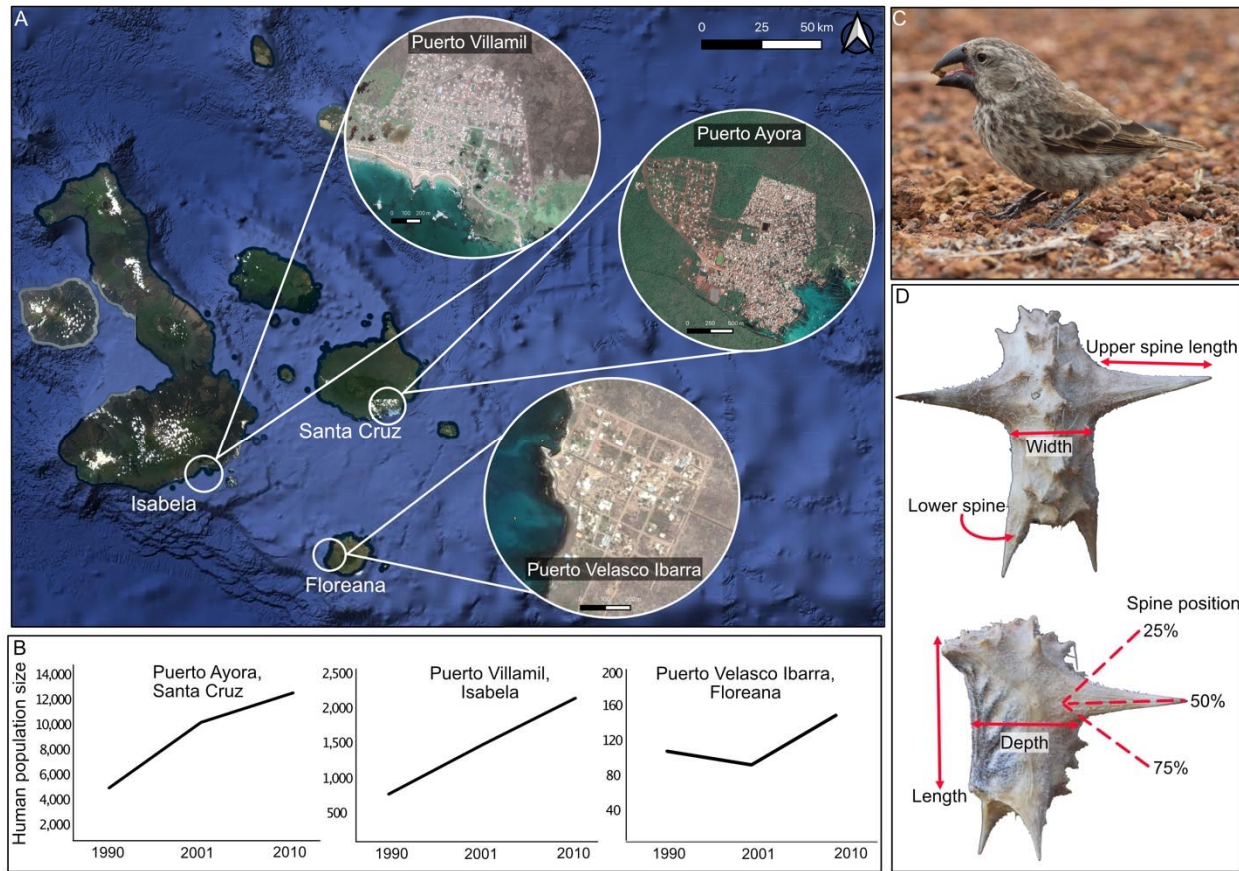 A
0 25 50 km
Puerto Villamil
0 100 200 m
Puerto Ayora
Santa Cruz
Isabela
Floreana
Puerto Velasco Ibarra
B
Human population size
Puerto Ayora,
Santa Cruz
14,000
12,000
10,000
8,000
6,000
4,000
2,000
1990 2001 2010
Puerto Villamil,
Isabela
2,500
2,000
1,500
1,000
500
1990 2001 2010
Puerto Velasco Ibarra,
Floreana
200
160
120
80
40
1990 2001 2010
C
D
Upper spine length
Width
Lower spine
Spine position
25%
50%
75%
Depth
Length